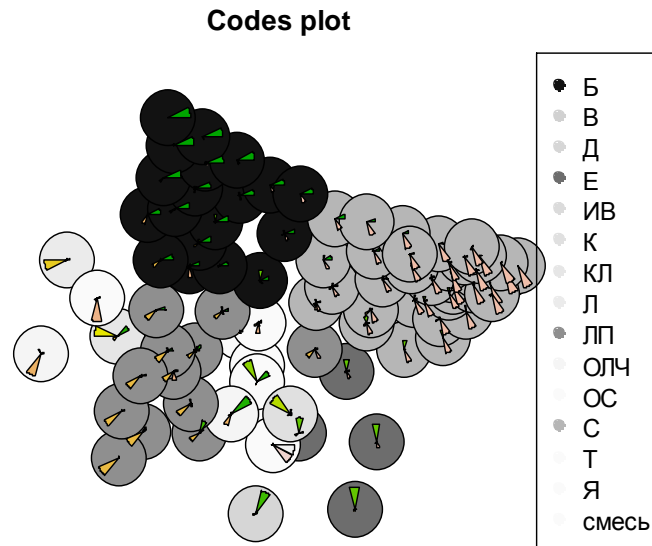 Codes plot
Б
В
Д
Е
ИВ
К
КЛ
Л
ЛП
ОЛЧ
ОС
С
Т
Я
смесь